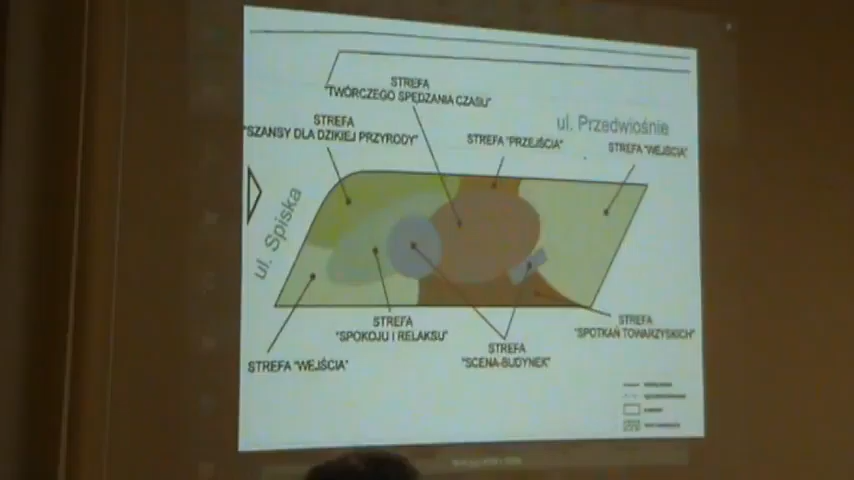 STREFA
"TWÓRCZEGO SPĘDZANIA CZASU"
STREFA
"SZANSY DLA DZIKIEJ PRZYRODY"
ul. Przedwiośnie
STREFA "PRZEJŚCIA"
STREFA "WEJŚCIA"
ul. Spiska
STREFA
"SPOKOJU I RELAKSU"
STREFA
"SPOTKAŃ TOWARZYSKICH"
STREFA
"SCENA-BUDYNEK"
STREFA "WEJŚCIA"